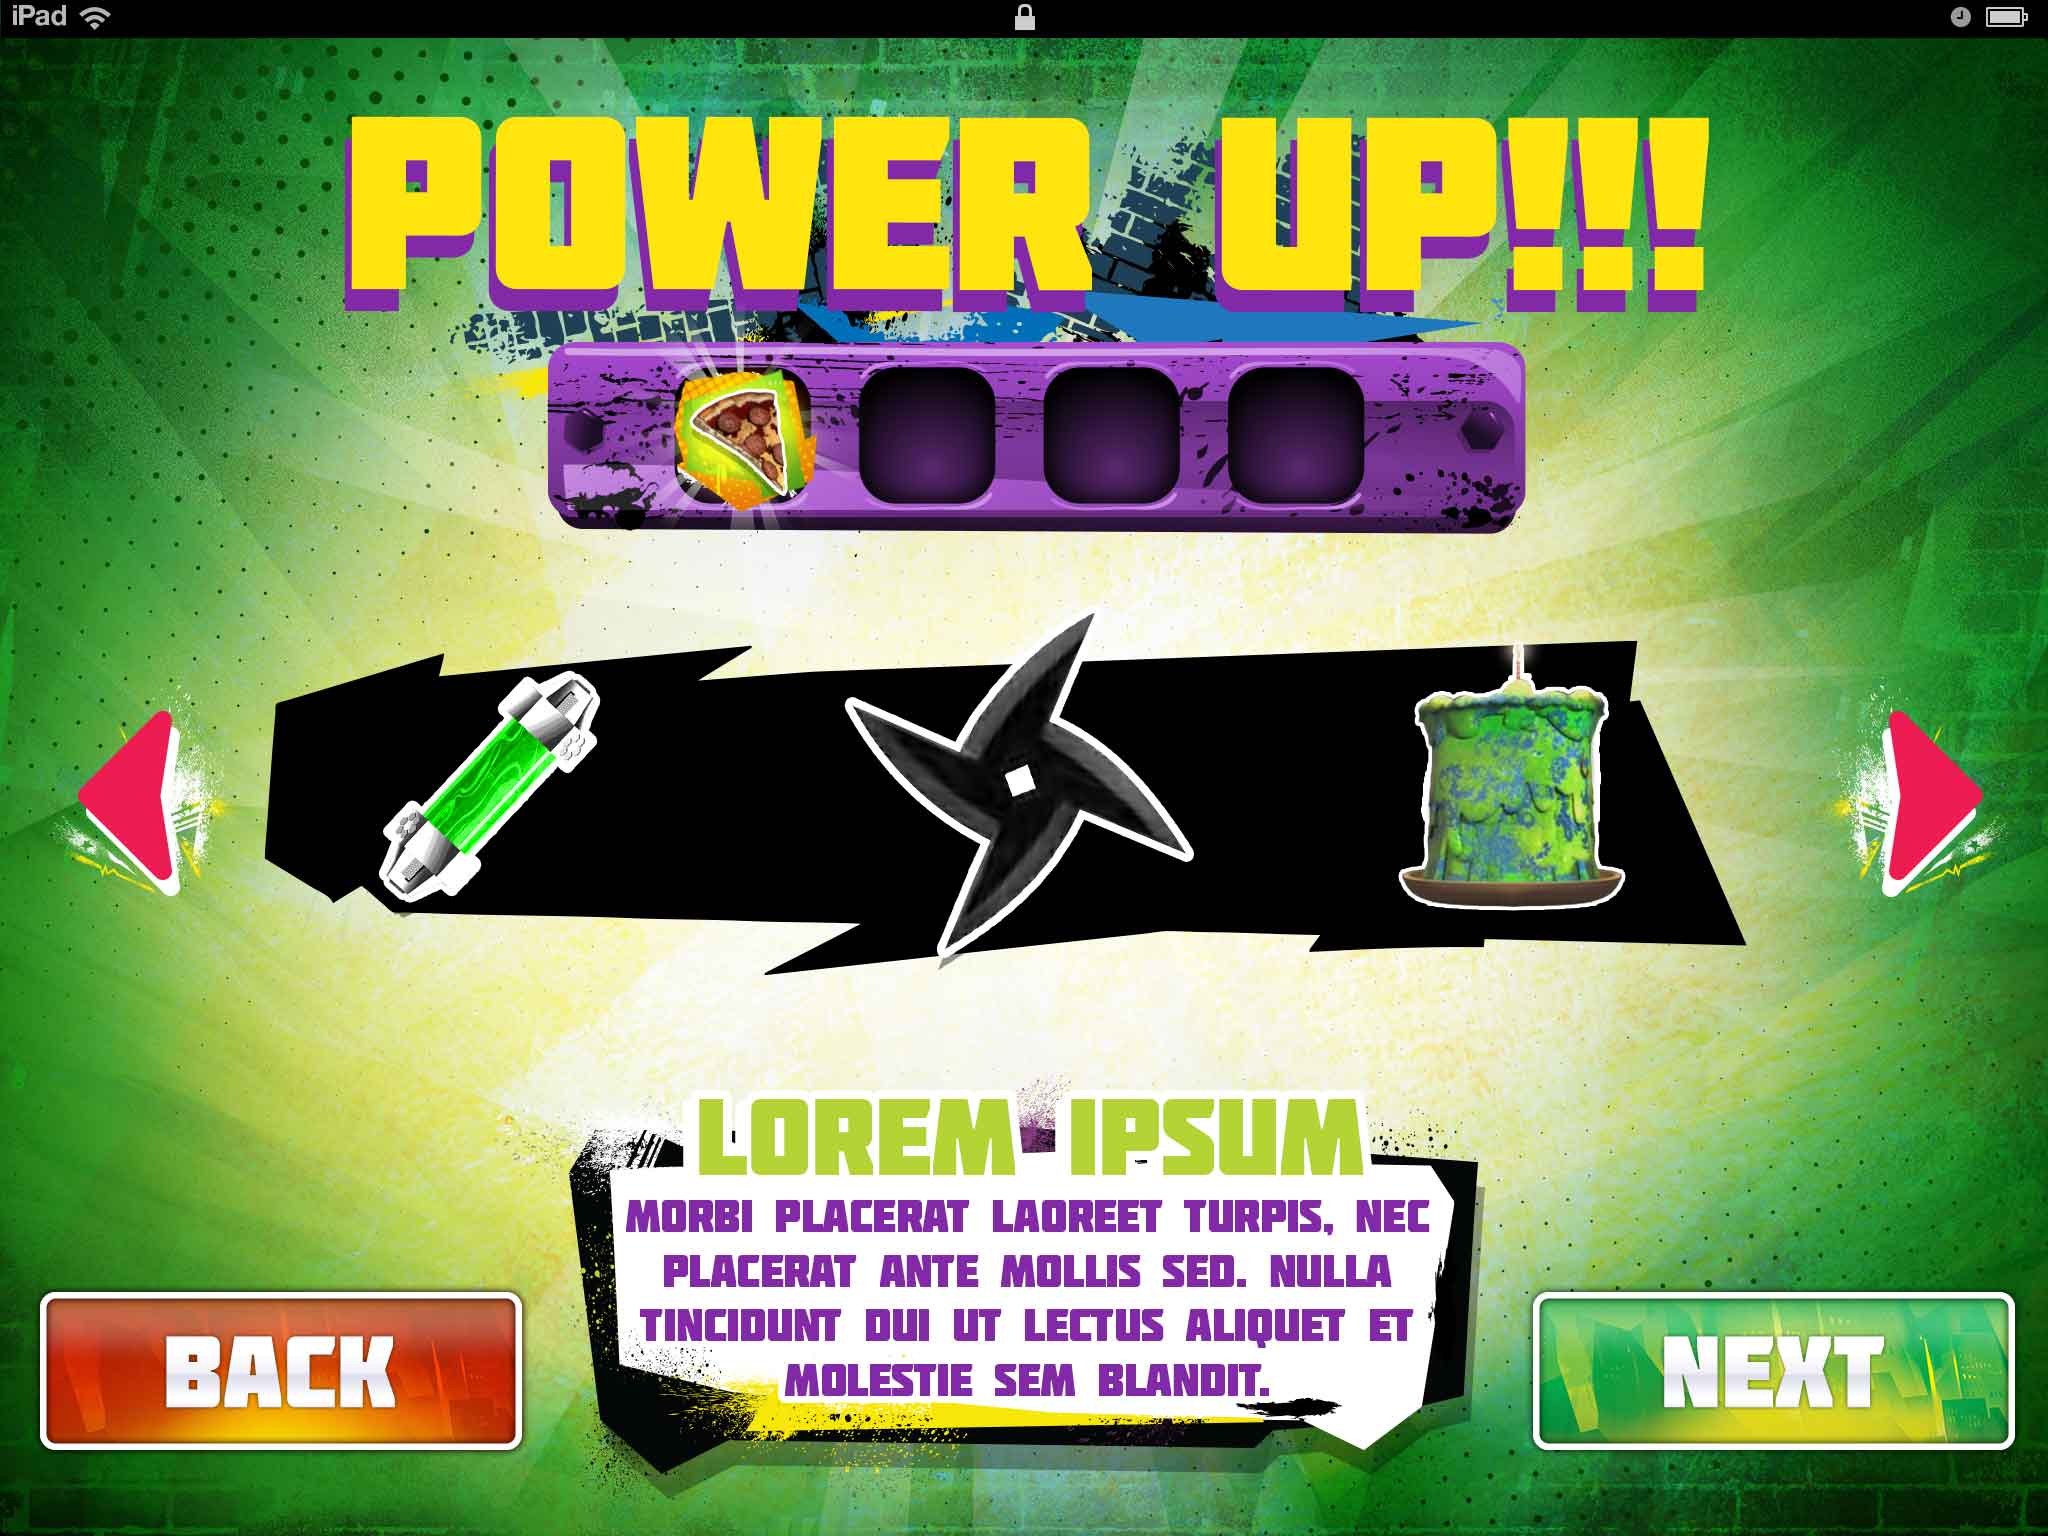 iPad
POWER UP!!!
LOREM IPSUM
MORBI PLACERAT LAOREET TURPIS, NEC
PLACERAT ANTE MOLLIS SED. NULLA
TINCIDUNT DUI UT LECTUS ALIQUET ET
MOLESTIE SEM BLANDIT.
BACK
NEXT